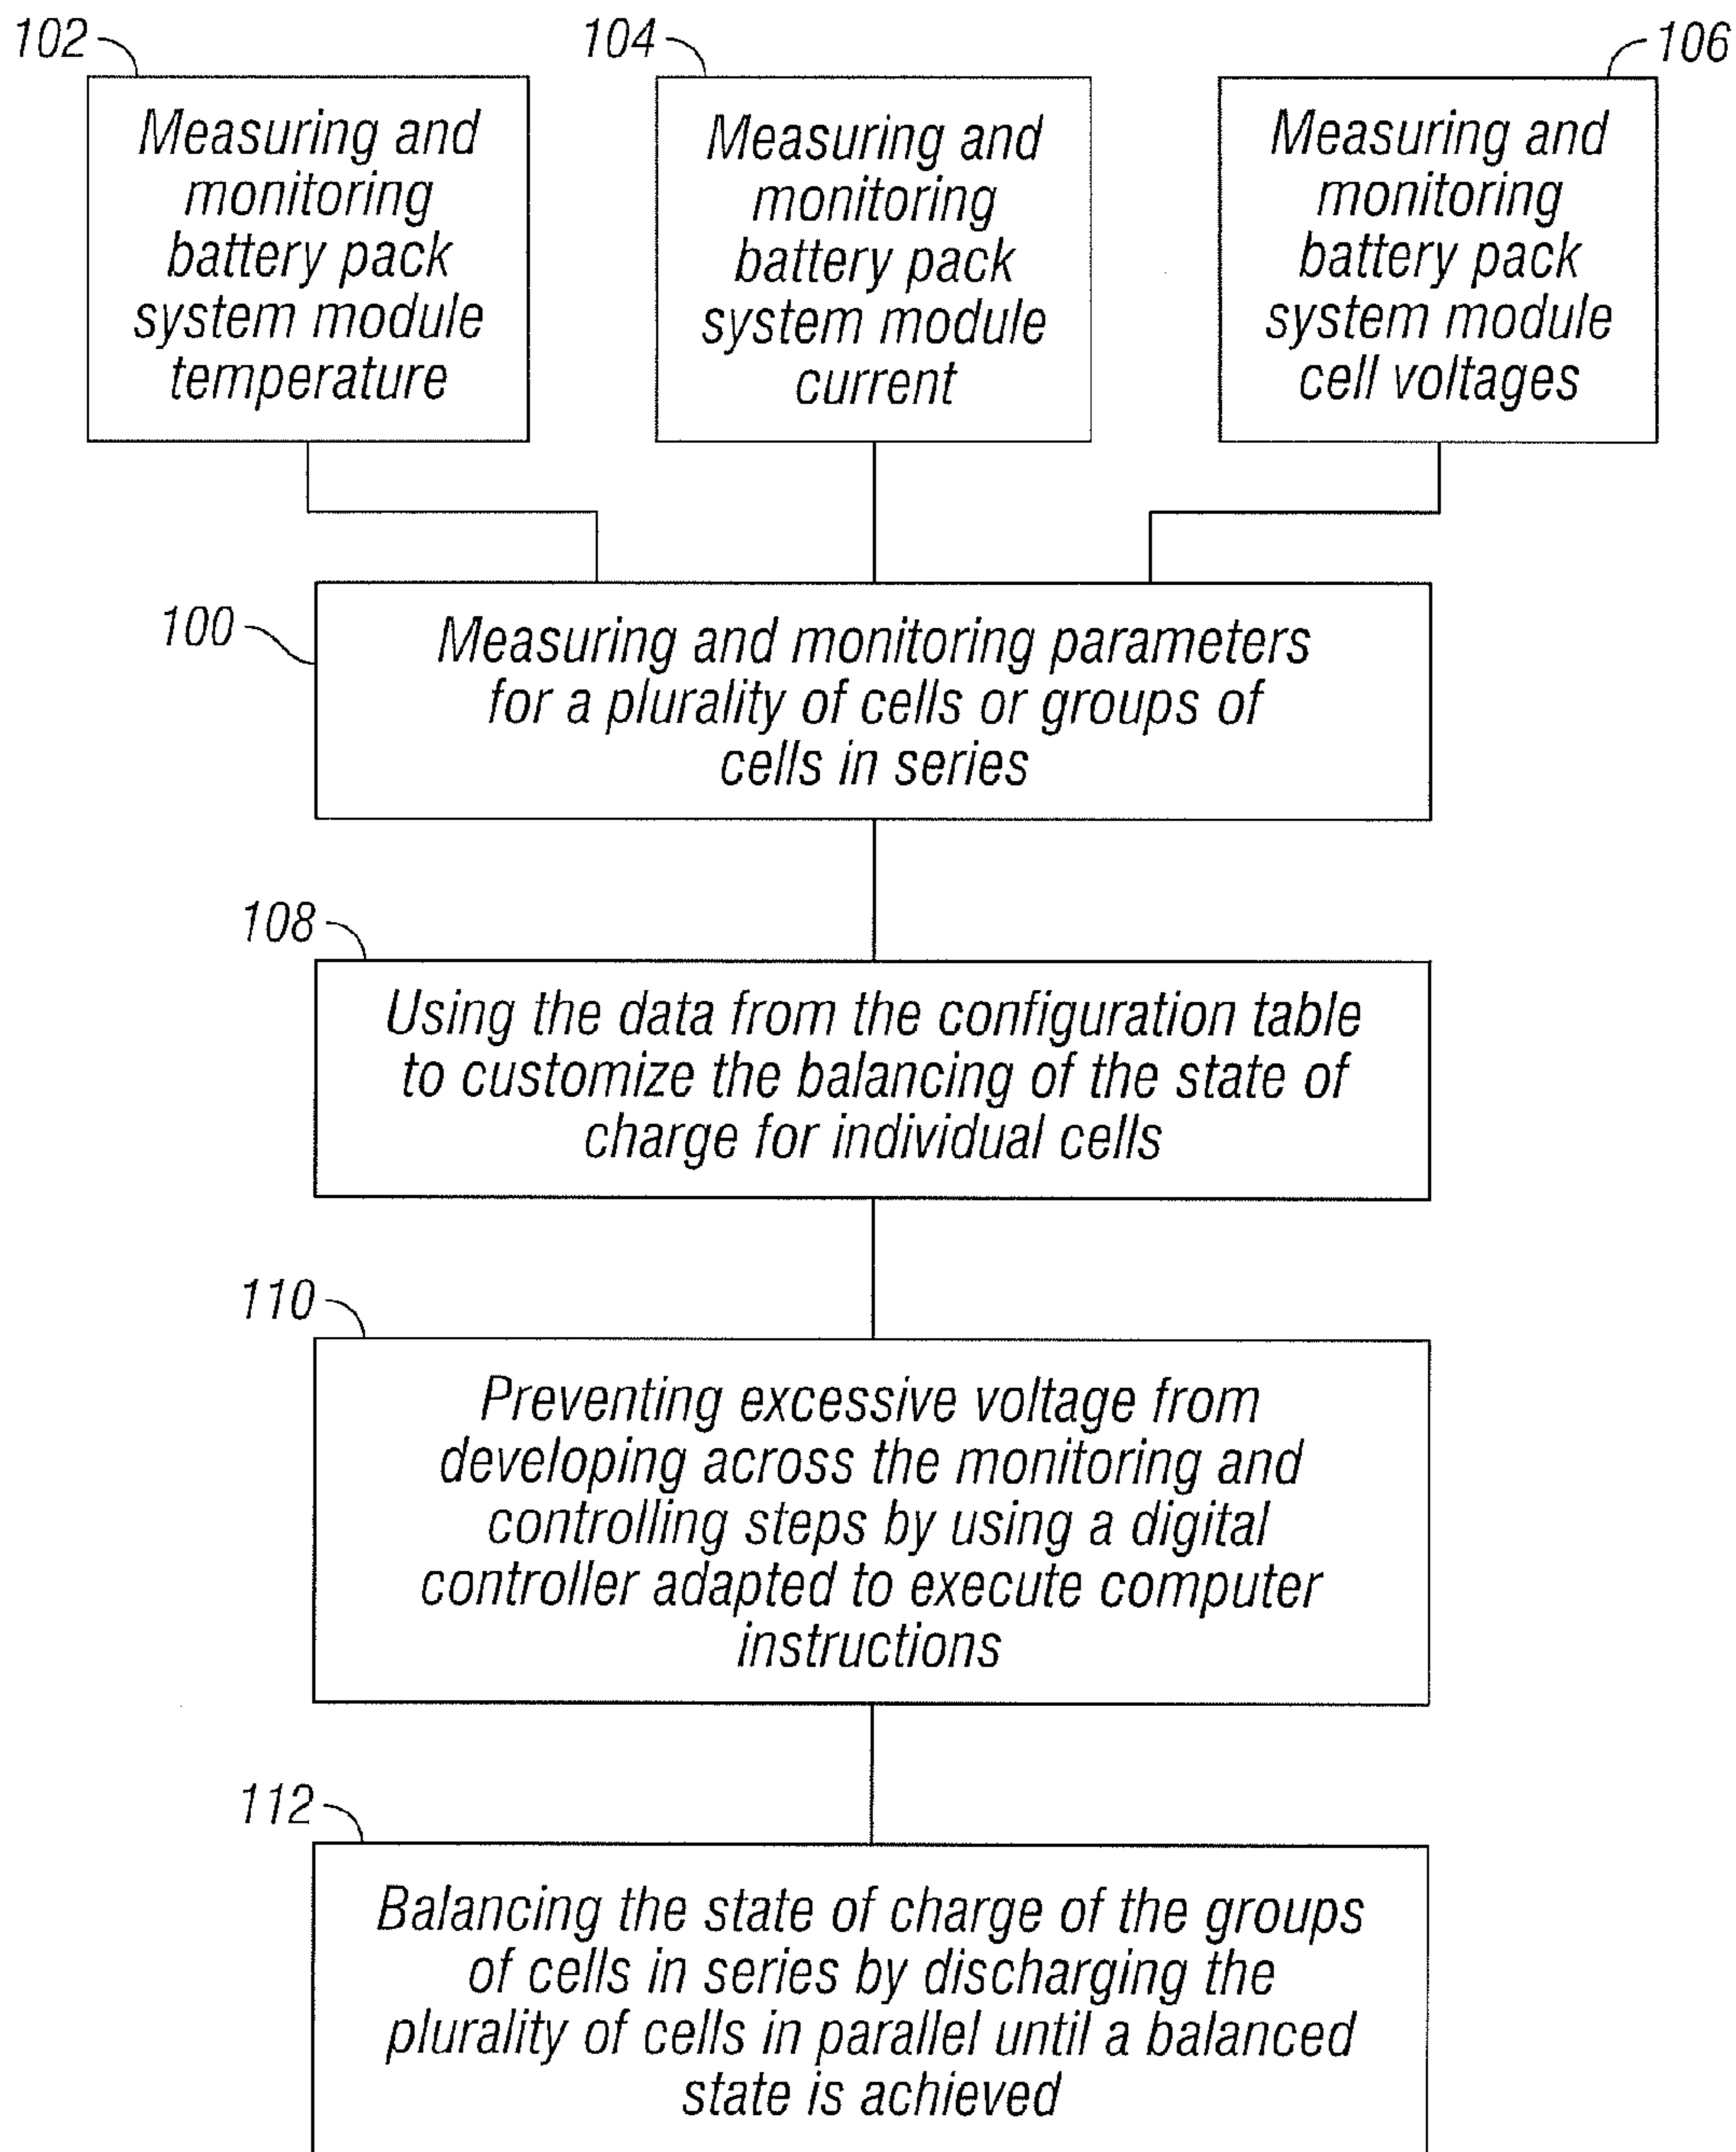 102
Measuring and
monitoring
battery pack
system module
temperature
104
Measuring and
monitoring
battery pack
system module
current
106
Measuring and
monitoring
battery pack
system module
cell voltages
100
Measuring and monitoring parameters
for a plurality of cells or groups of
cells in series
108
Using the data from the configuration table
to customize the balancing of the state of
charge for individual cells
110
Preventing excessive voltage from
developing across the monitoring and
controlling steps by using a digital
controller adapted to execute computer
instructions
112
Balancing the state of charge of the groups
of cells in series by discharging the
plurality of cells in parallel until a balanced
state is achieved